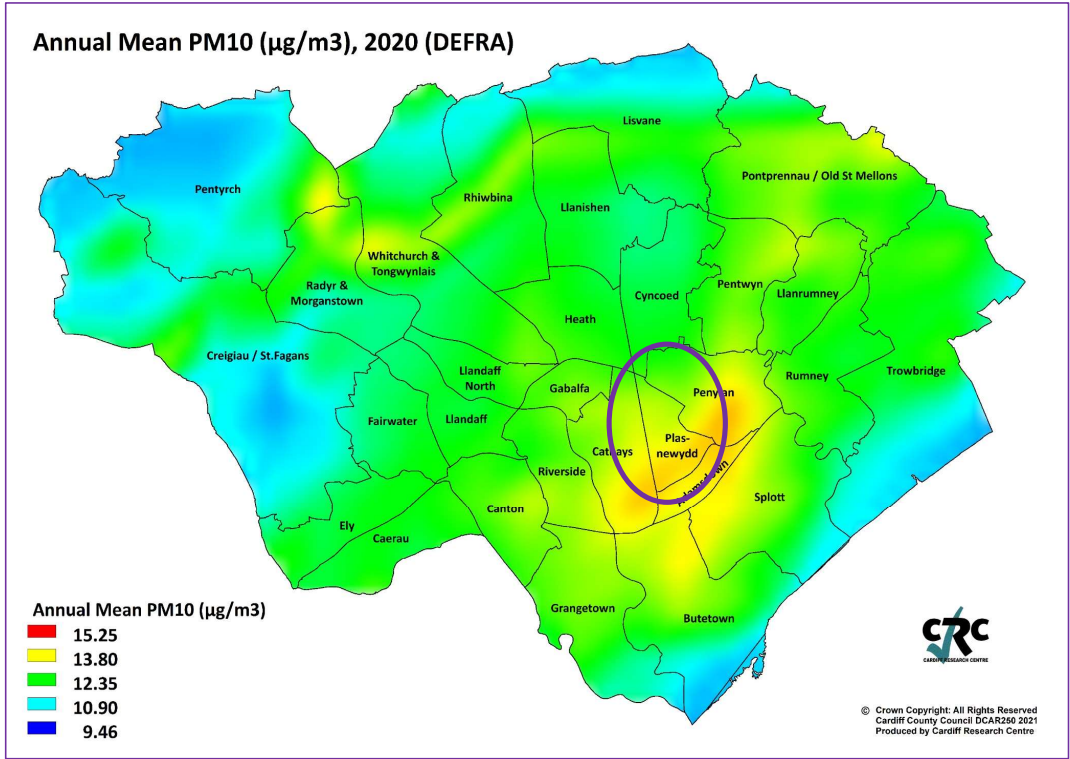 Annual Mean PM10 (µg/m3), 2020 (DEFRA)
Lisvane
Pontprennau / Old St Mellons
Pentyrch
Rhiwbina
Llanishen
Whitchurch &
Tongwynlais
Radyr &
Morganstown
Pentwyn
Cyncoed
Llanrumney
Heath
Creigiau / St.Fagans
Llandaff
North
Gabalfa
Penylan
Rumney
Trowbridge
Fairwater
Llandaff
Cathays
Plas-
newydd
Riverside
Adamsdown
Splott
Canton
Ely
Caerau
Grangetown
Butetown
Annual Mean PM10 (µg/m3)
15.25
13.80
12.35
10.90
9.46
CRC
CARDIFF RESEARCH CENTRE
© Crown Copyright: All Rights Reserved
Cardiff County Council DCAR260 2021
Produced by Cardiff Research Centre